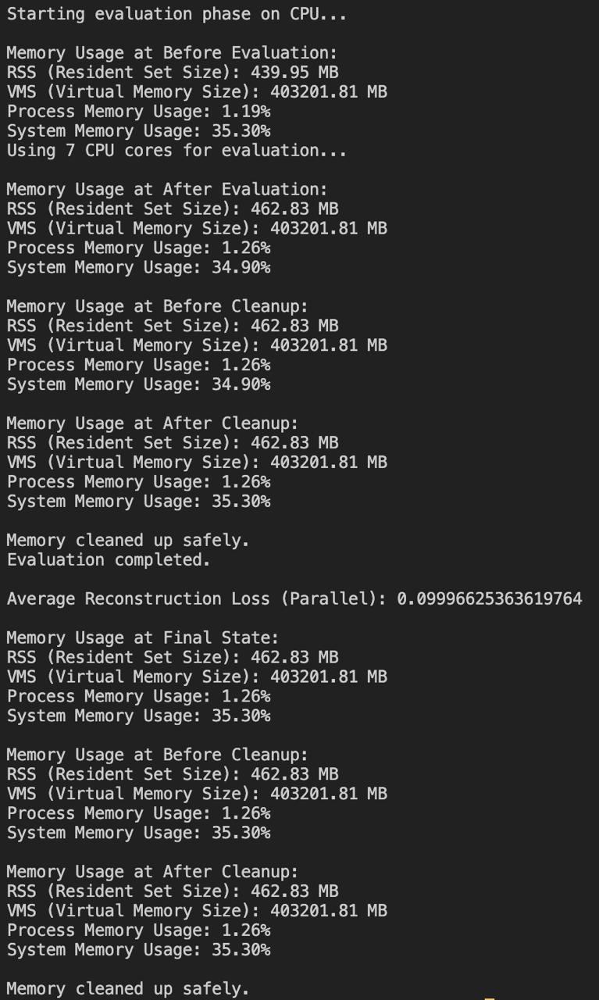 Starting evaluation phase on CPU...
Memory Usage at Before Evaluation:
RSS (Resident Set Size): 439.95 MB
VMS (Virtual Memory Size): 403201.81 MB
Process Memory Usage: 1.19%
System Memory Usage: 35.30%
Using 7 CPU cores for evaluation...
Memory Usage at After Evaluation:
RSS (Resident Set Size): 462.83 MB
VMS (Virtual Memory Size): 403201.81 MB
Process Memory Usage: 1.26%
System Memory Usage: 34.90%
Memory Usage at Before Cleanup:
RSS (Resident Set Size): 462.83 MB
VMS (Virtual Memory Size): 403201.81 MB
Process Memory Usage: 1.26%
System Memory Usage: 34.90%
Memory Usage at After Cleanup:
RSS (Resident Set Size): 462.83 MB
VMS (Virtual Memory Size): 403201.81 MB
Process Memory Usage: 1.26%
System Memory Usage: 35.30%
Memory cleaned up safely.
Evaluation completed.
Average Reconstruction Loss (Parallel): 0.09996625363619764
Memory Usage at Final State:
RSS (Resident Set Size): 462.83 MB
VMS (Virtual Memory Size): 403201.81 MB
Process Memory Usage: 1.26%
System Memory Usage: 35.30%
Memory Usage at Before Cleanup:
RSS (Resident Set Size): 462.83 MB
VMS (Virtual Memory Size): 403201.81 MB
Process Memory Usage: 1.26%
System Memory Usage: 35.30%
Memory Usage at After Cleanup:
RSS (Resident Set Size): 462.83 MB
VMS (Virtual Memory Size): 403201.81 MB
Process Memory Usage: 1.26%
System Memory Usage: 35.30%
Memory cleaned up safely.